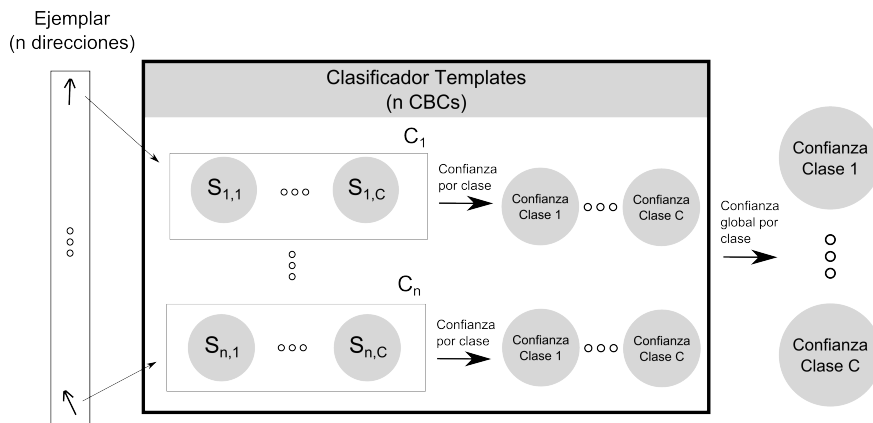 Ejemplar
(n direcciones)
Clasificador Templates
(n CBCs)
C1
S1,1
S1,C
Confianza
por clase
Confianza
Clase 1
Confianza
Clase C
Confianza
global por
clase
Confianza
Clase 1
Cn
Sn,1
Sn,C
Confianza
por clase
Confianza
Clase 1
Confianza
Clase C
Confianza
Clase C